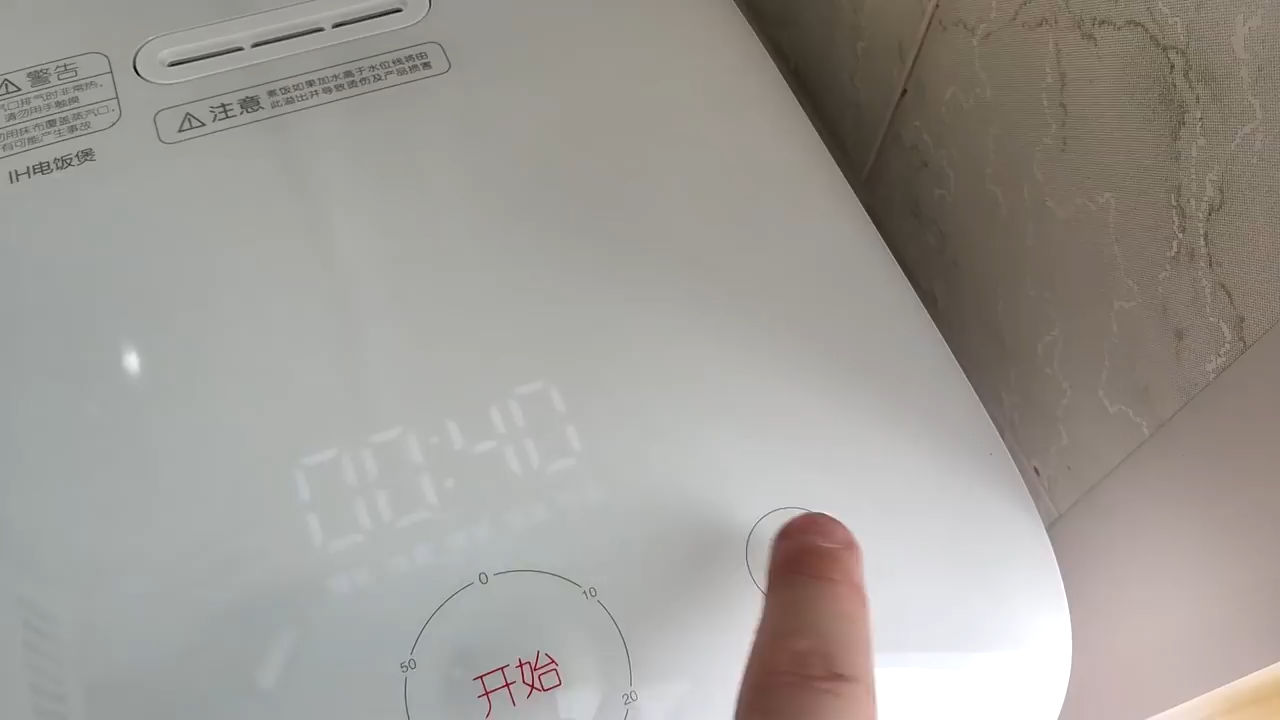 警告
汽口排气时非常热，
请勿用手触摸
勿用抹布覆盖蒸汽口，
有可能产生事故
IH电饭煲
注意
煮饭如果加水高于水位线将由
此溢出并导致烫伤及产品损害
00:40
0
10
50
开始
20